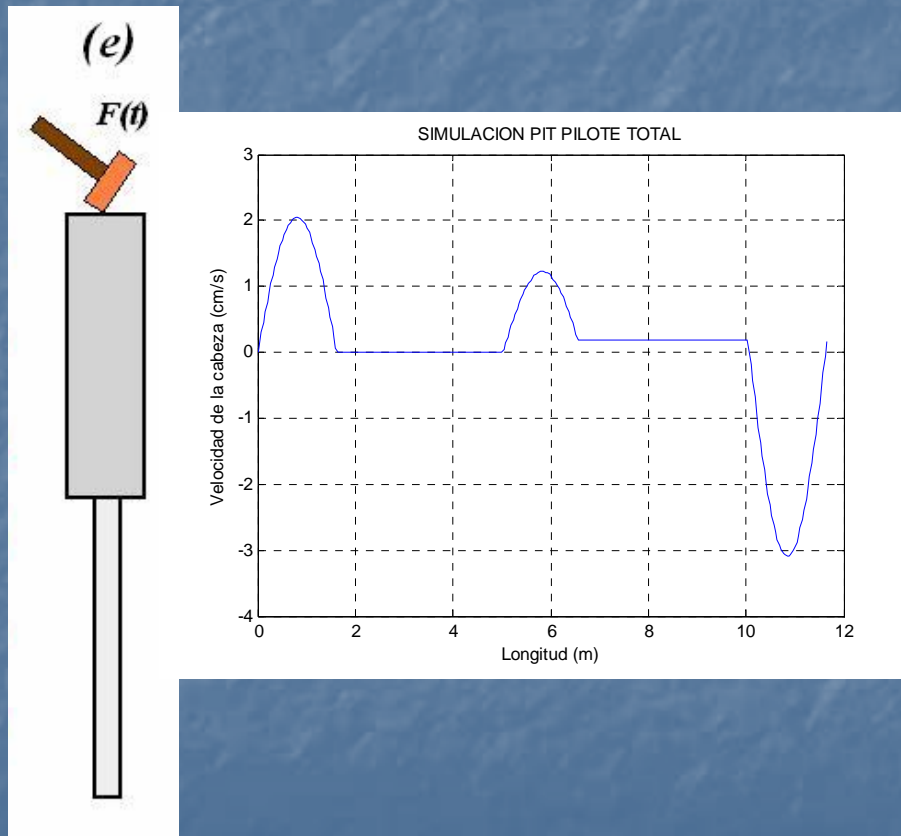 (e)
F(t)
SIMULACION PIT PILOTE TOTAL
Velocidad de la cabeza (cm/s)
3
2
1
0
-1
-2
-3
-4
0 2 4 6 8 10 12
Longitud (m)